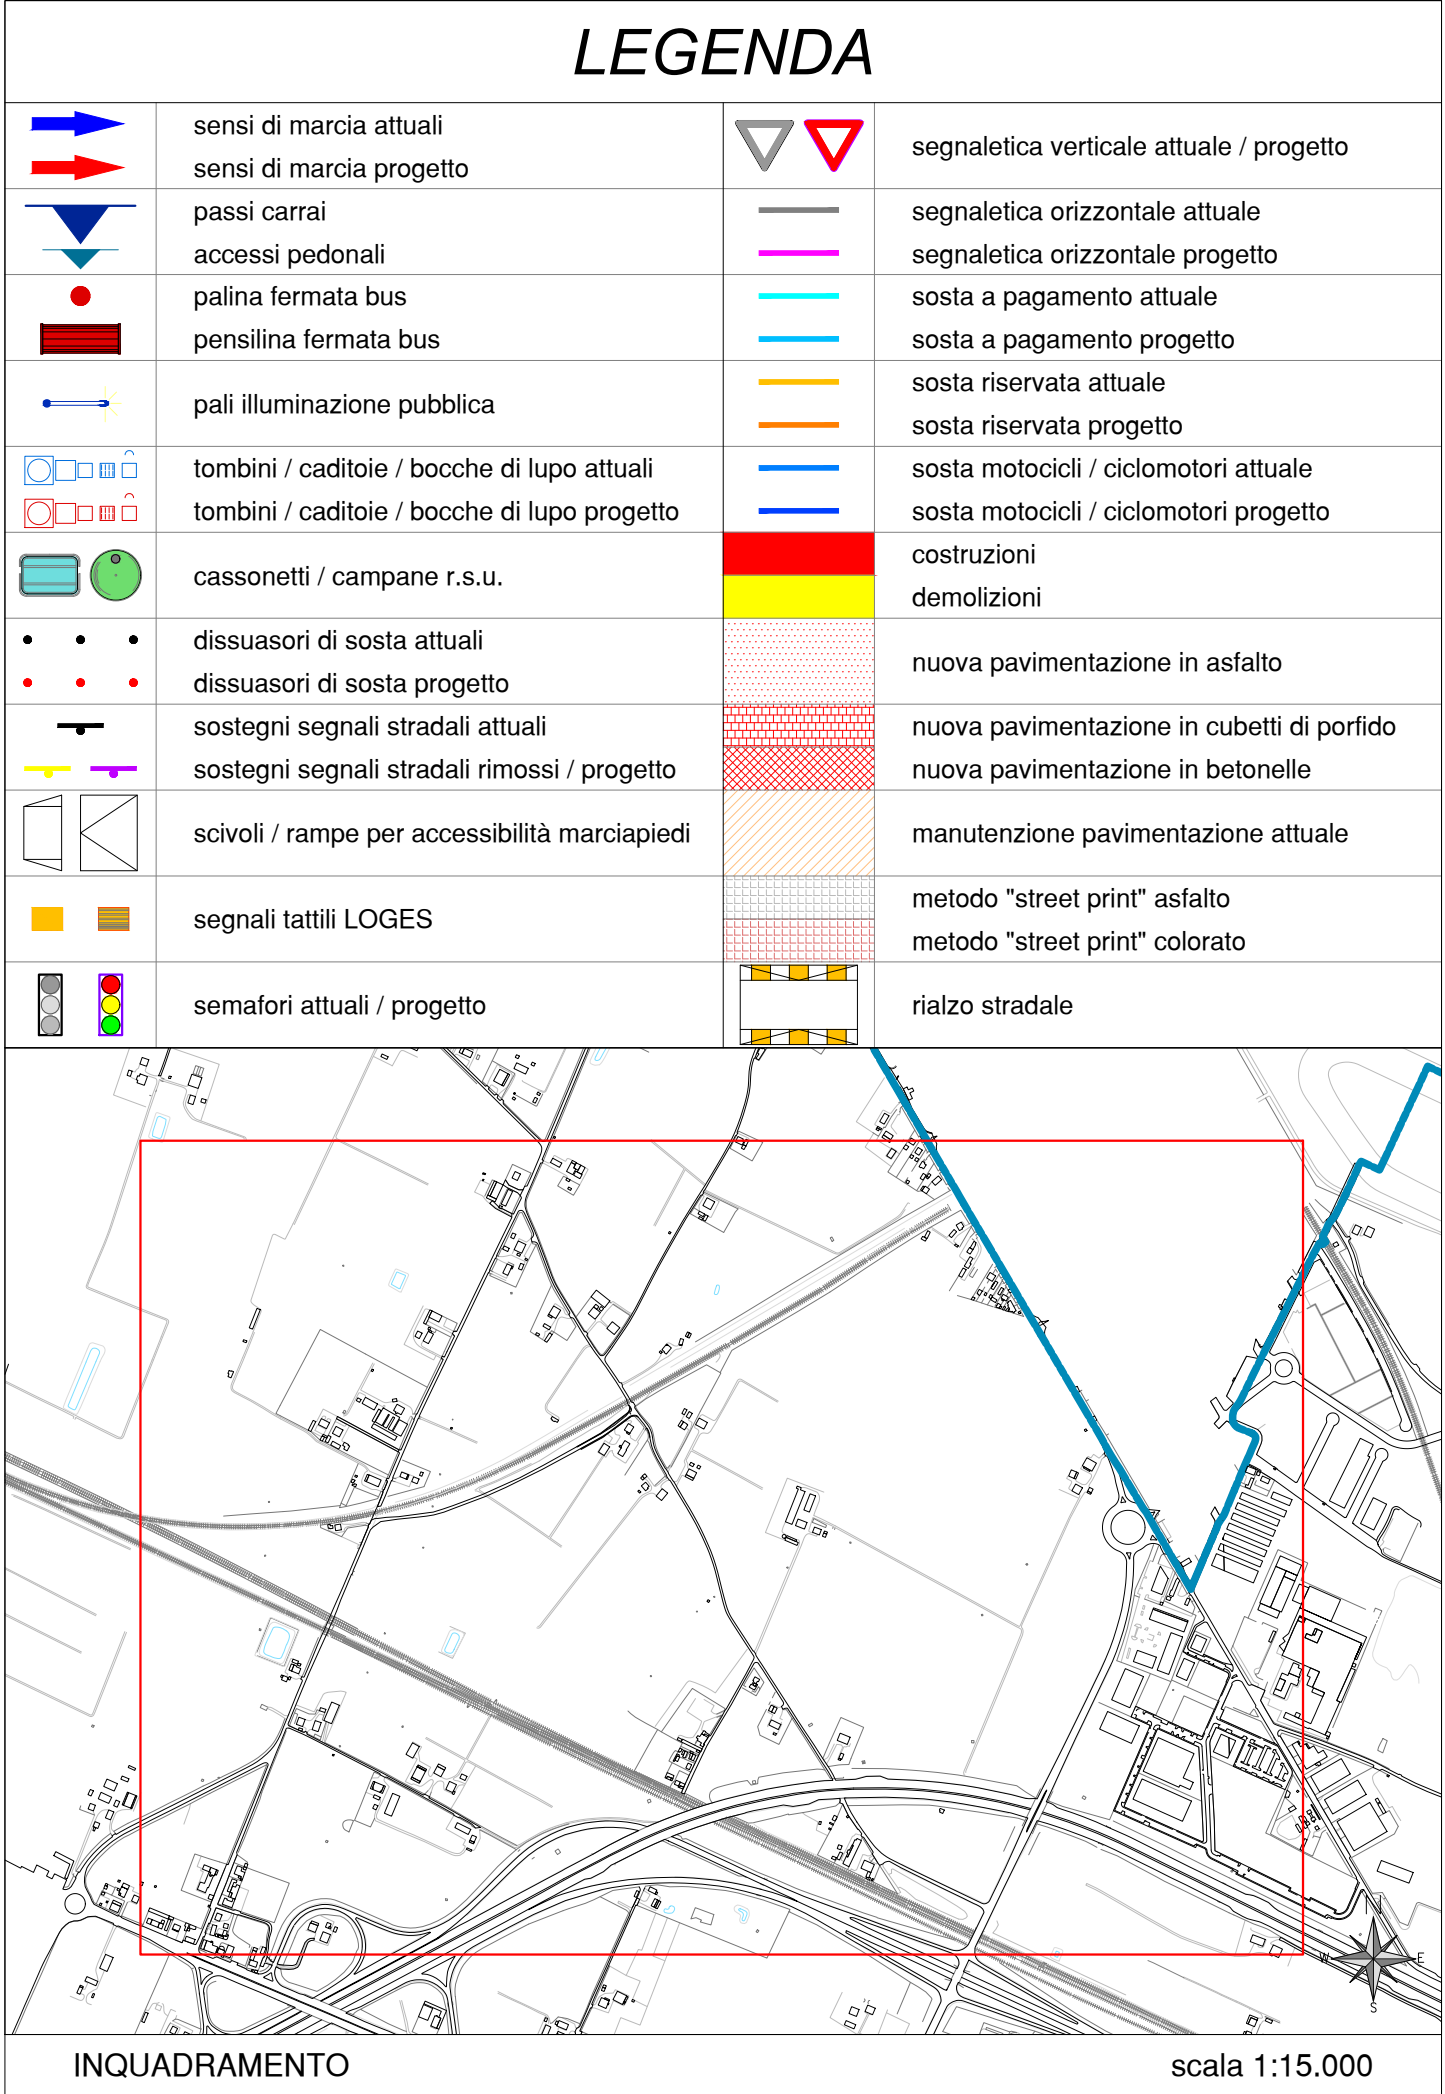 LEGENDA
sensi di marcia attuali
sensi di marcia progetto
segnaletica verticale attuale / progetto
passi carrai
accessi pedonali
segnaletica orizzontale attuale
segnaletica orizzontale progetto
palina fermata bus
pensilina fermata bus
sosta a pagamento attuale
sosta a pagamento progetto
pali illuminazione pubblica
sosta riservata attuale
sosta riservata progetto
tombini / caditoie / bocche di lupo attuali
tombini / caditoie / bocche di lupo progetto
sosta motocicli / ciclomotori attuale
sosta motocicli / ciclomotori progetto
cassonetti / campane r.s.u.
costruzioni
demolizioni
dissuasori di sosta attuali
dissuasori di sosta progetto
nuova pavimentazione in asfalto
sostegni segnali stradali attuali
sostegni segnali stradali rimossi / progetto
nuova pavimentazione in cubetti di porfido
nuova pavimentazione in betonelle
scivoli / rampe per accessibilità marciapiedi
manutenzione pavimentazione attuale
segnali tattili LOGES
metodo "street print" asfalto
metodo "street print" colorato
semafori attuali / progetto
rialzo stradale
N
W
E
S
INQUADRAMENTO
scala 1:15.000